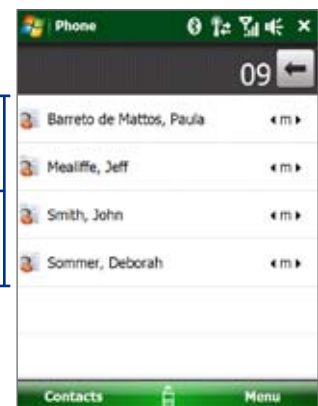 Phone
09
Barreto de Mattos, Paula m
Mealiffe, Jeff m
Smith, John m
Sommer, Deborah m
Contacts Menu